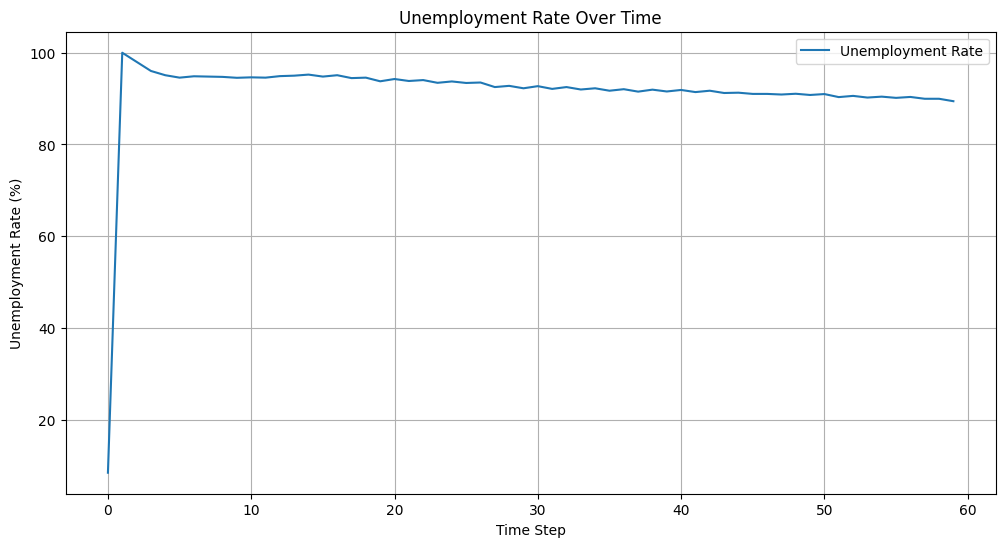 Unemployment Rate Over Time
Unemployment Rate
Unemployment Rate (%)
100
80
60
40
20
0 10 20 30 40 50 60
Time Step